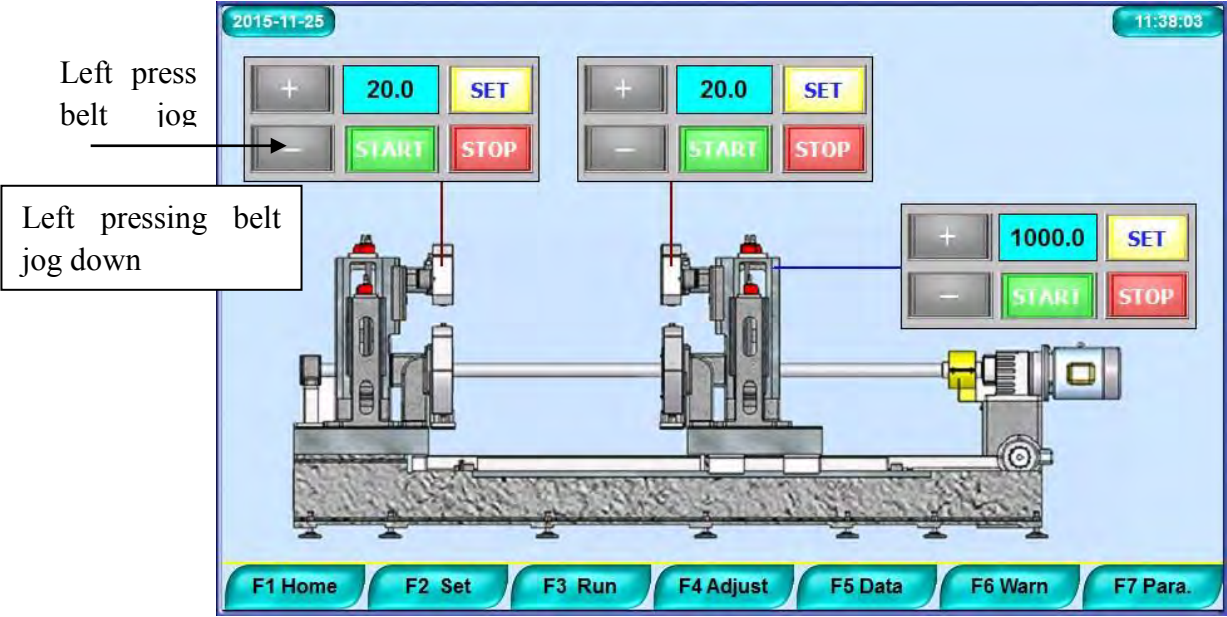 2015-11-25 11:38:03
Left press
belt jog
+ 20.0 SET
− START STOP
+ 20.0 SET
− START STOP
Left pressing belt
jog down
+ 1000.0 SET
− START STOP
F1 Home F2 Set F3 Run F4 Adjust F5 Data F6 Warn F7 Para.